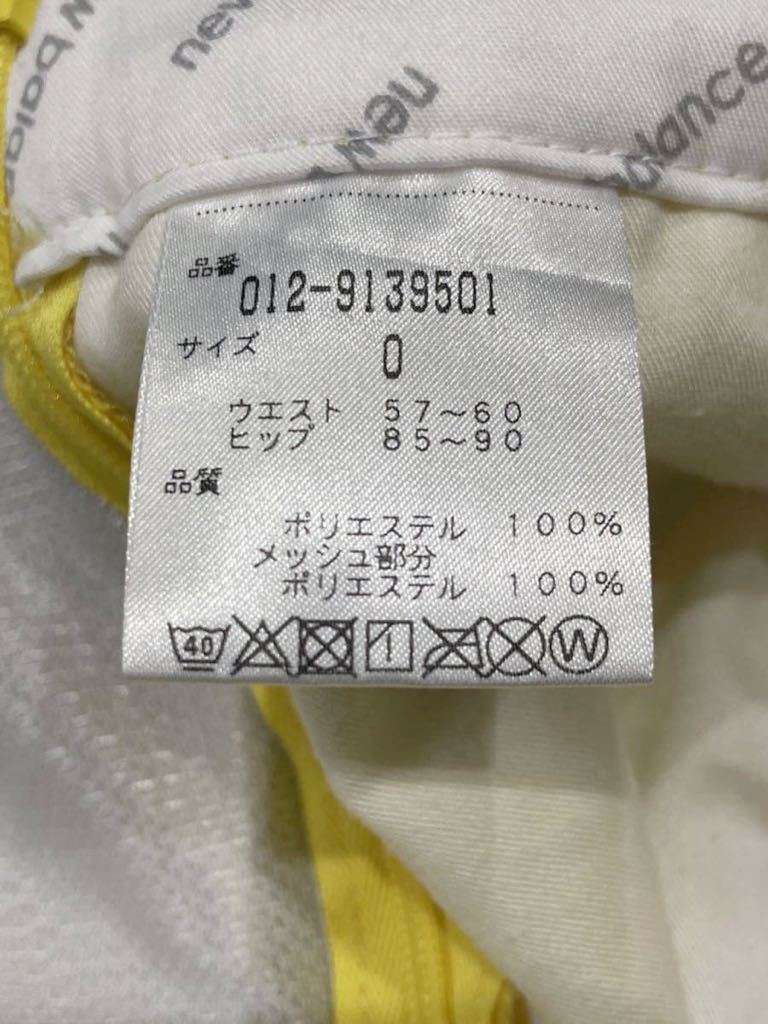 new balance
new
new
balance
品番
012-9139501
サイズ 0
ウエスト 57～60
ヒップ 85～90
品質
ポリエステル 100%
メッシュ部分
ポリエステル 100%
40 W